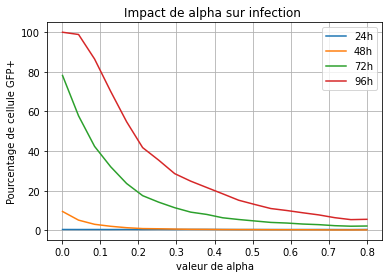 Impact de alpha sur infection
Pourcentage de cellule GFP+
100
80
60
40
20
0
24h
48h
72h
96h
0.0 0.1 0.2 0.3 0.4 0.5 0.6 0.7 0.8
valeur de alpha